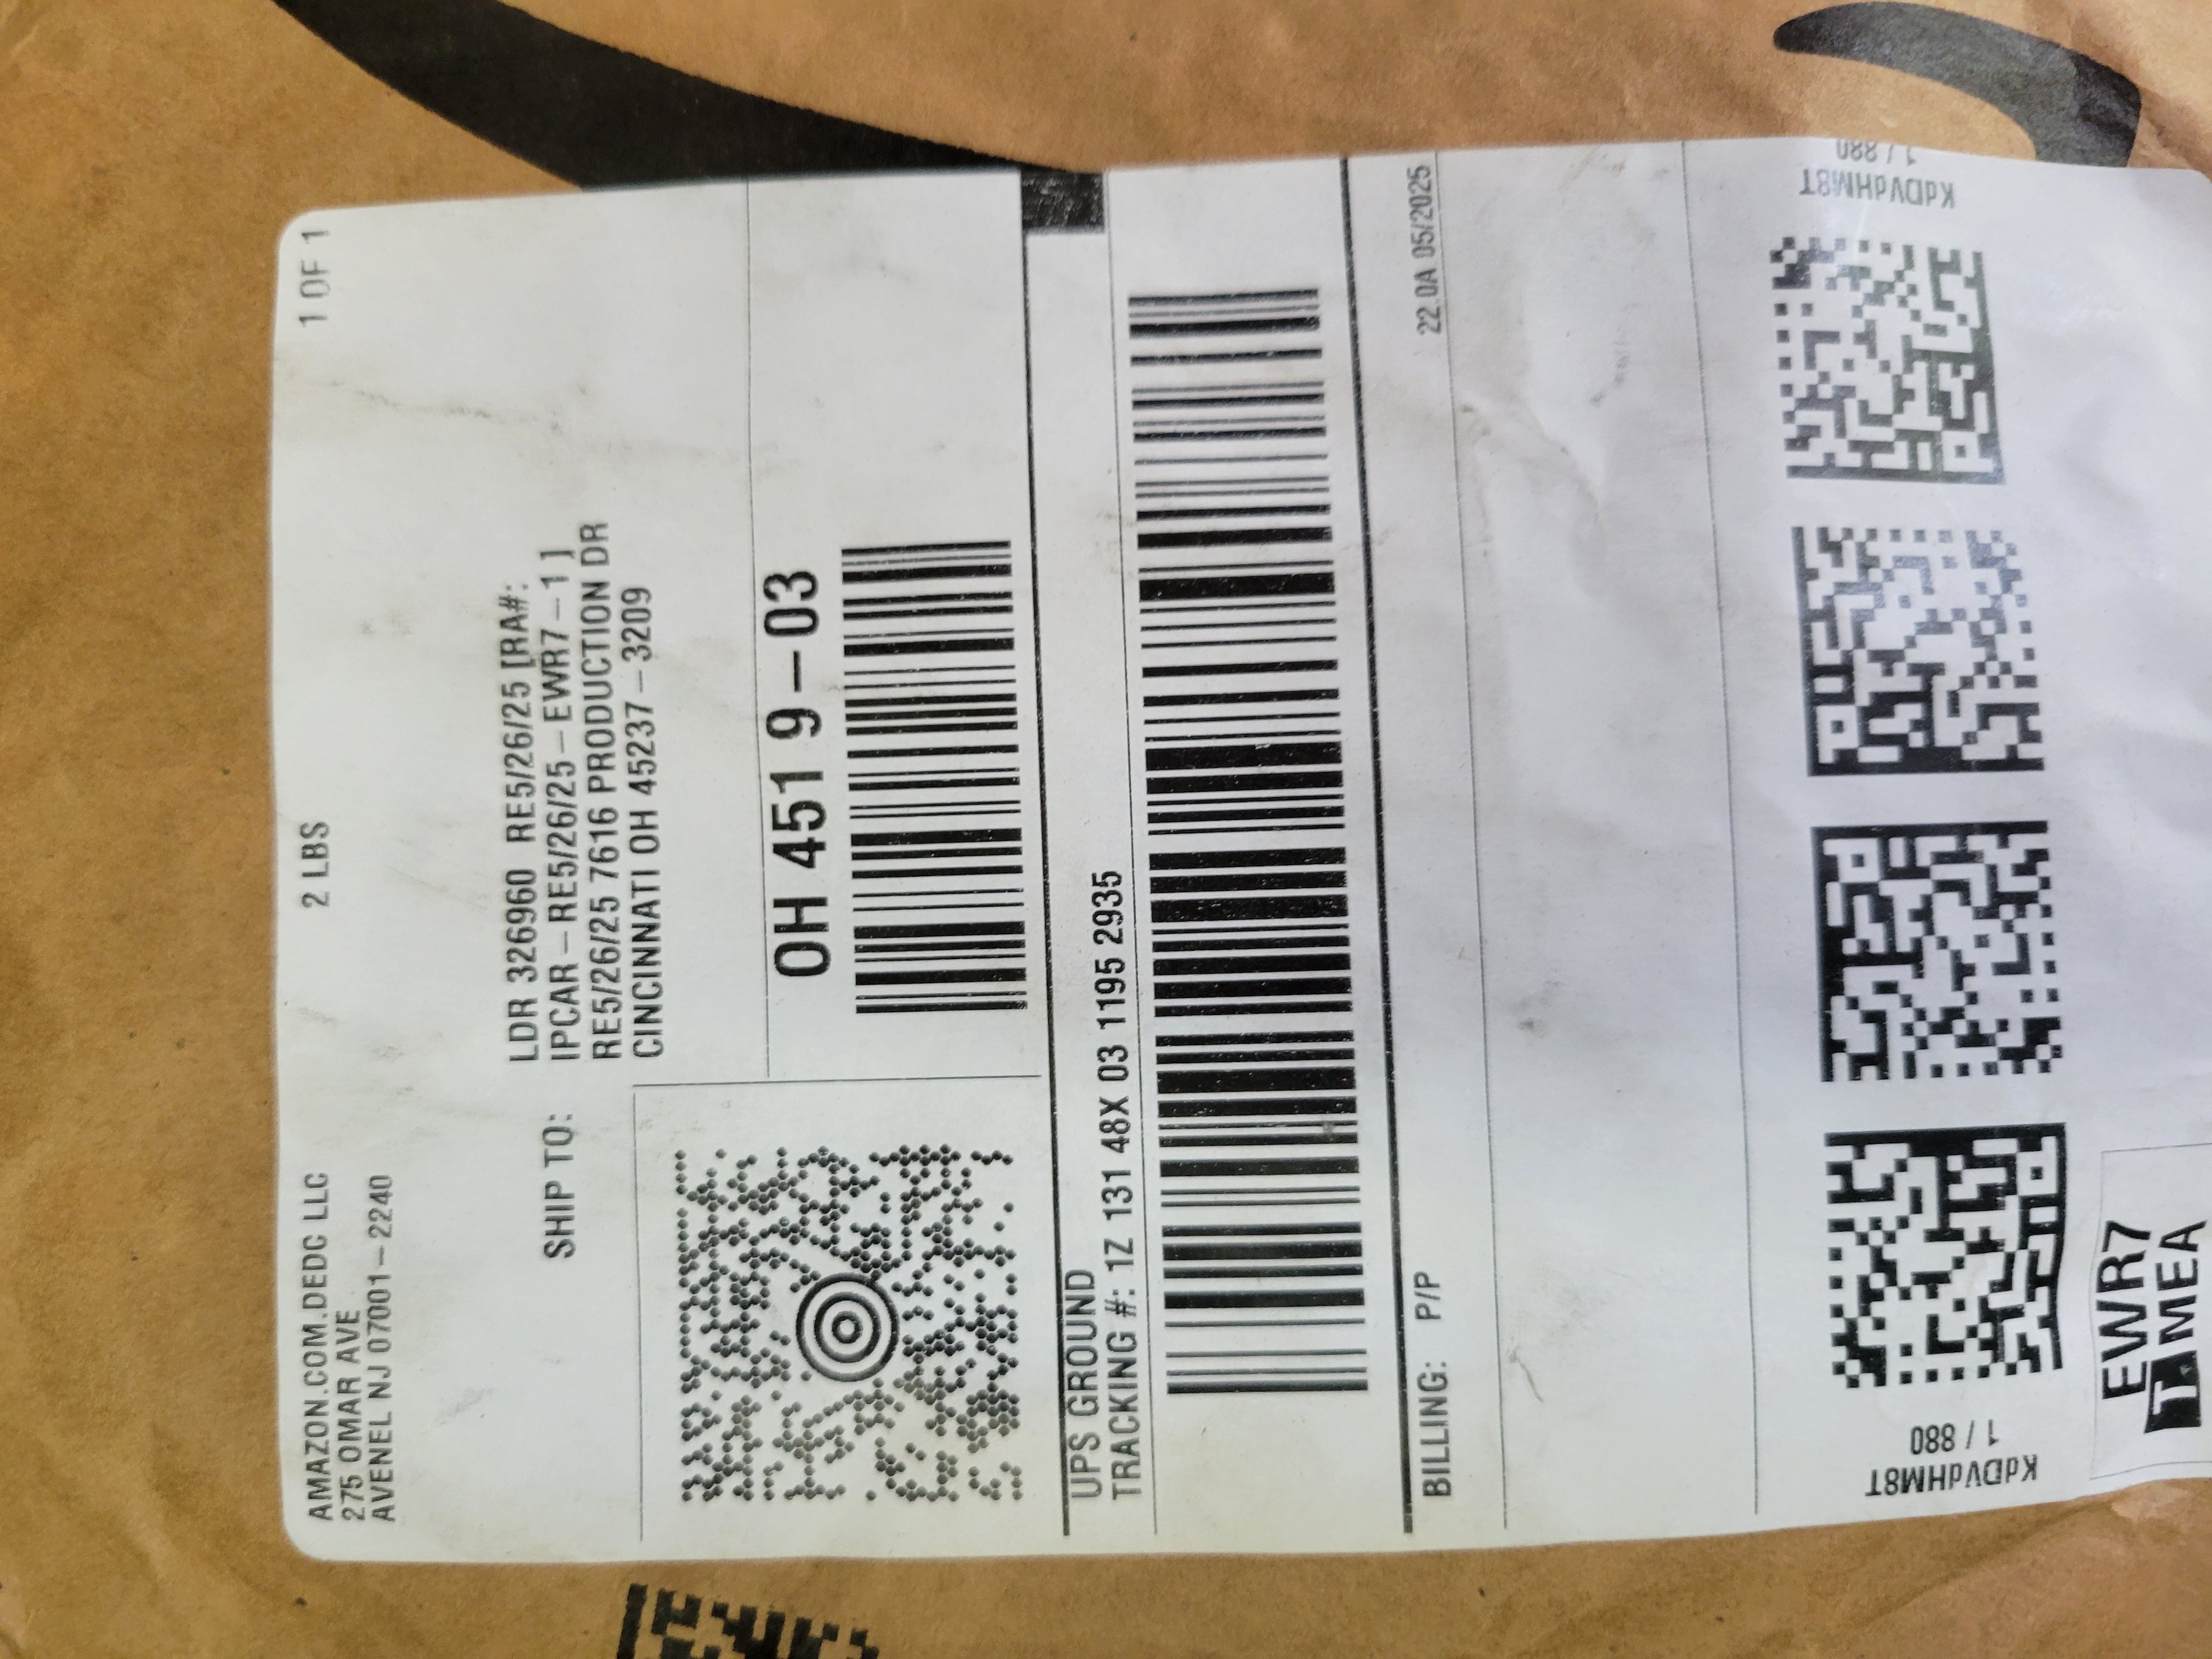 AMAZON.COM.DEDC LLC
275 OMAR AVE
AVENEL NJ 07001-2240
2 LBS
1 OF 1
SHIP TO:
LDR 326960 RE5/26/25 [RA#:
IPCAR-RE5/26/25-EWR7-1]
RE5/26/25 7616 PRODUCTION DR
CINCINNATI OH 45237-3209
OH 451 9-03
UPS GROUND
TRACKING #: 1Z 131 48X 03 1195 2935
BILLING: P/P
22.0A 05/2025
KdDVdHM8T
1 / 880
KdDVdHM8T
1 / 880
EWR7
T.MEA